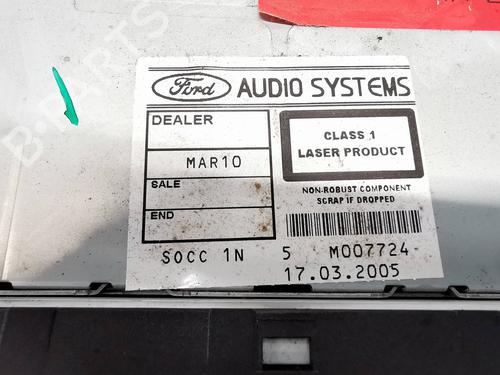 Ford AUDIO SYSTEMS
DEALER
MAR10
SALE
END
CLASS 1
LASER PRODUCT
NON-ROBUST COMPONENT
SCRAP IF DROPPED
SOCC 1N 5 M007724
17.03.2005
B-PARTS